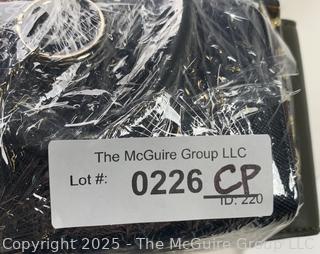 The McGuire Group LLC
Lot #: 0226 CP
ID: 220
Copyright 2025 - The McGuire Group LLC